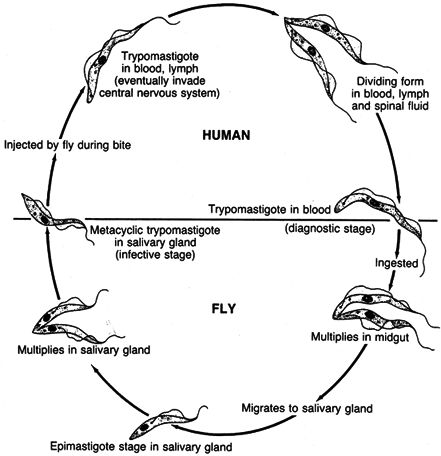 Trypomastigote
in blood, lymph
(eventually invade
central nervous system)
Dividing form
in blood, lymph
and spinal fluid
HUMAN
Injected by fly during bite
Trypomastigote in blood
(diagnostic stage)
Metacyclic trypomastigote
in salivary gland
(infective stage)
Ingested
FLY
Multiplies in midgut
Multiplies in salivary gland
Migrates to salivary gland
Epimastigote stage in salivary gland